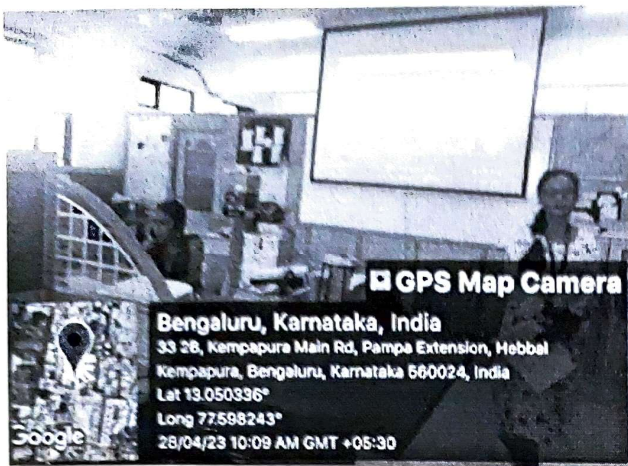 GPS Map Camera
Bengaluru, Karnataka, India
33 2B, Kempapura Main Rd, Pampa Extension, Hebbal
Kempapura, Bengaluru, Karnataka 560024, India
Lat 13.050336°
Long 77.598243°
28/04/23 10:09 AM GMT +05:30
Google